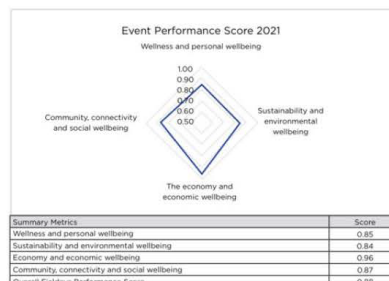 Event Performance Score 2021
Wellness and personal wellbeing
1.00
0.90
0.80
0.70
0.60
0.50
Community, connectivity
and social wellbeing
Sustainability and
environmental
wellbeing
The economy and
economic wellbeing
Summary Metrics Score
Wellness and personal wellbeing 0.85
Sustainability and environmental wellbeing 0.84
Economy and economic wellbeing 0.96
Community, connectivity and social wellbeing 0.87